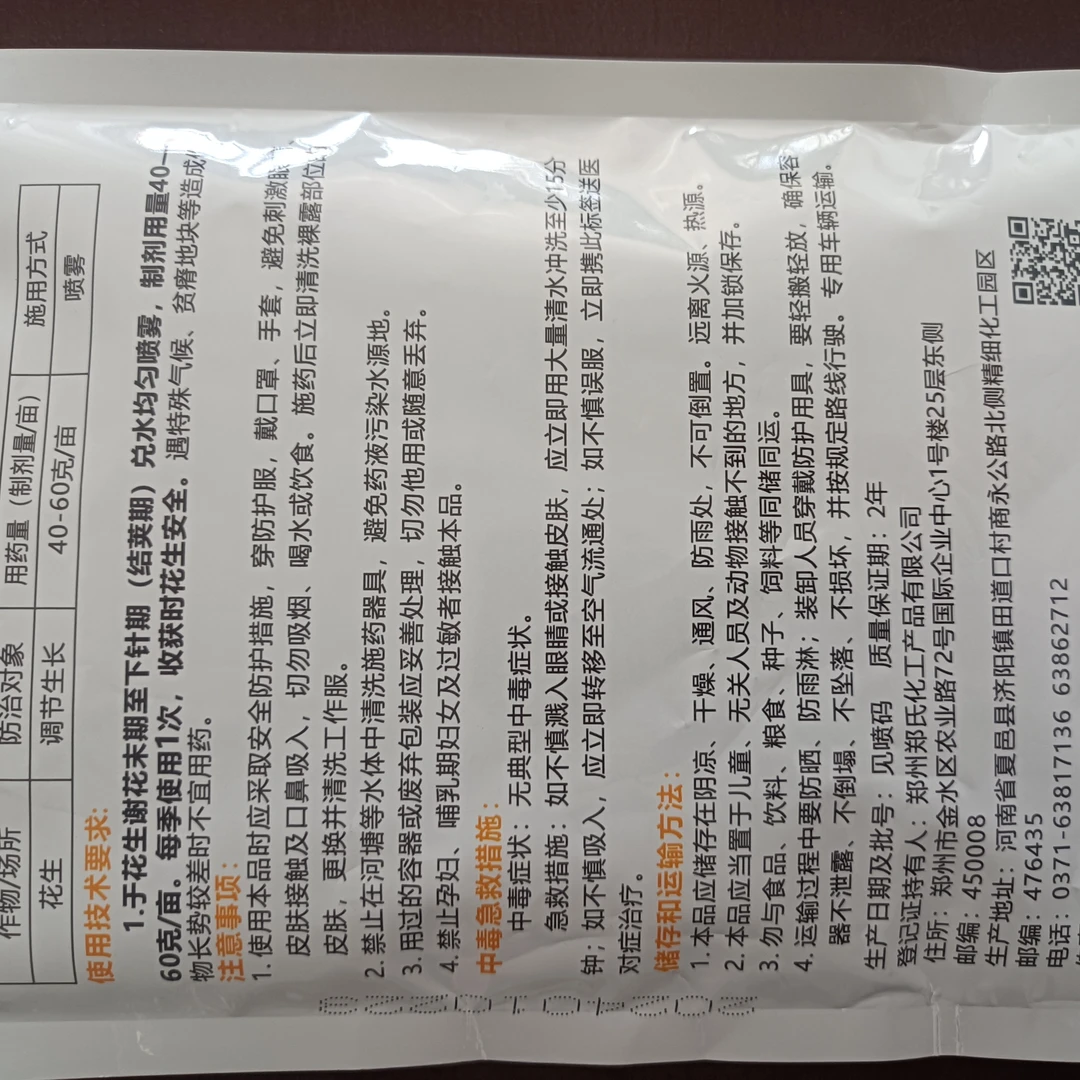 作物/场所 防治对象 用药量（制剂量/亩） 施用方式
花生 调节生长 40-60克/亩 喷雾
使用技术要求：
1.于花生谢花末期至下针期（结荚期）兑水均匀喷雾，制剂用量40—
60克/亩。每季使用1次，收获时花生安全。遇特殊气候、贫瘠地块等造成
物长势较差时不宜用药。
注意事项：
1. 使用本品时应采取安全防护措施，穿防护服，戴口罩、手套，避免刺激眼
皮肤接触及口鼻吸入，切勿吸烟、喝水或饮食。施药后立即清洗裸露部位的
皮肤，更换并清洗工作服。
2. 禁止在河塘等水体中清洗施药器具，避免药液污染水源地。
3. 用过的容器或废弃包装应妥善处理，切勿他用或随意丢弃。
4. 禁止孕妇、哺乳期妇女及过敏者接触本品。
中毒急救措施：
中毒症状：无典型中毒症状。
急救措施：如不慎溅入眼睛或接触皮肤，应立即用大量清水冲洗至少15分
钟；如不慎吸入，应立即转移至空气流通处；如不慎误服，立即携此标签送医
对症治疗。
储存和运输方法：
1. 本品应储存在阴凉、干燥、通风、防雨处，不可倒置。远离火源、热源。
2. 本品应当置于儿童、无关人员及动物接触不到的地方，并加锁保存。
3. 勿与食品、饮料、粮食、种子、饲料等同储同运。
4. 运输过程中要防晒、防雨淋；装卸人员穿戴防护用具，要轻搬轻放，确保容
器不泄露、不倒塌、不坠落、不损坏，并按规定路线行驶。专用车辆运输。
生产日期及批号：见喷码 质量保证期：2年
登记证持有人：郑州郑氏化工产品有限公司
住所：郑州市金水区农业路72号国际企业中心1号楼25层东侧
邮编：450008
生产地址：河南省夏邑县济阳镇田道口村商永公路北侧精细化工园区
邮编：476435
电话：0371-63817136 63862712